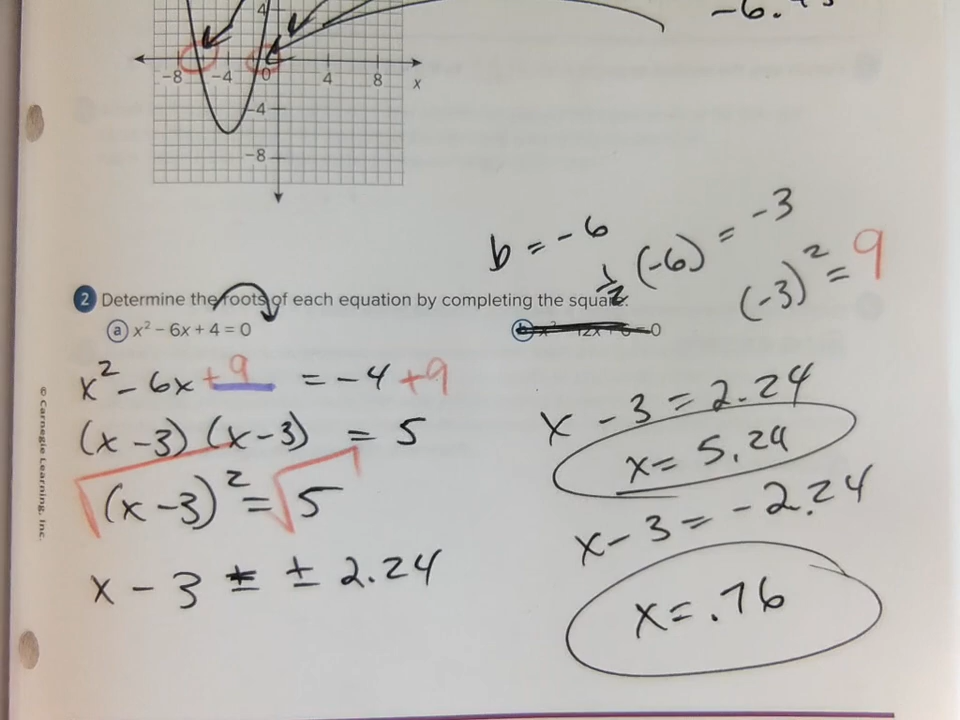 4
-8 -4 0 4 8 x
-4
-8
b = -6
1/2 (-6) = -3
(-3)² = 9
2 Determine the roots of each equation by completing the square.
a x² - 6x + 4 = 0
x² - 6x + 9 = -4 + 9
(x - 3) (x - 3) = 5
√(x - 3)² = √5
x - 3 ± ± 2.24
x - 3 = 2.24
x = 5.24
x - 3 = -2.24
x = .76
© Carnegie Learning, Inc.